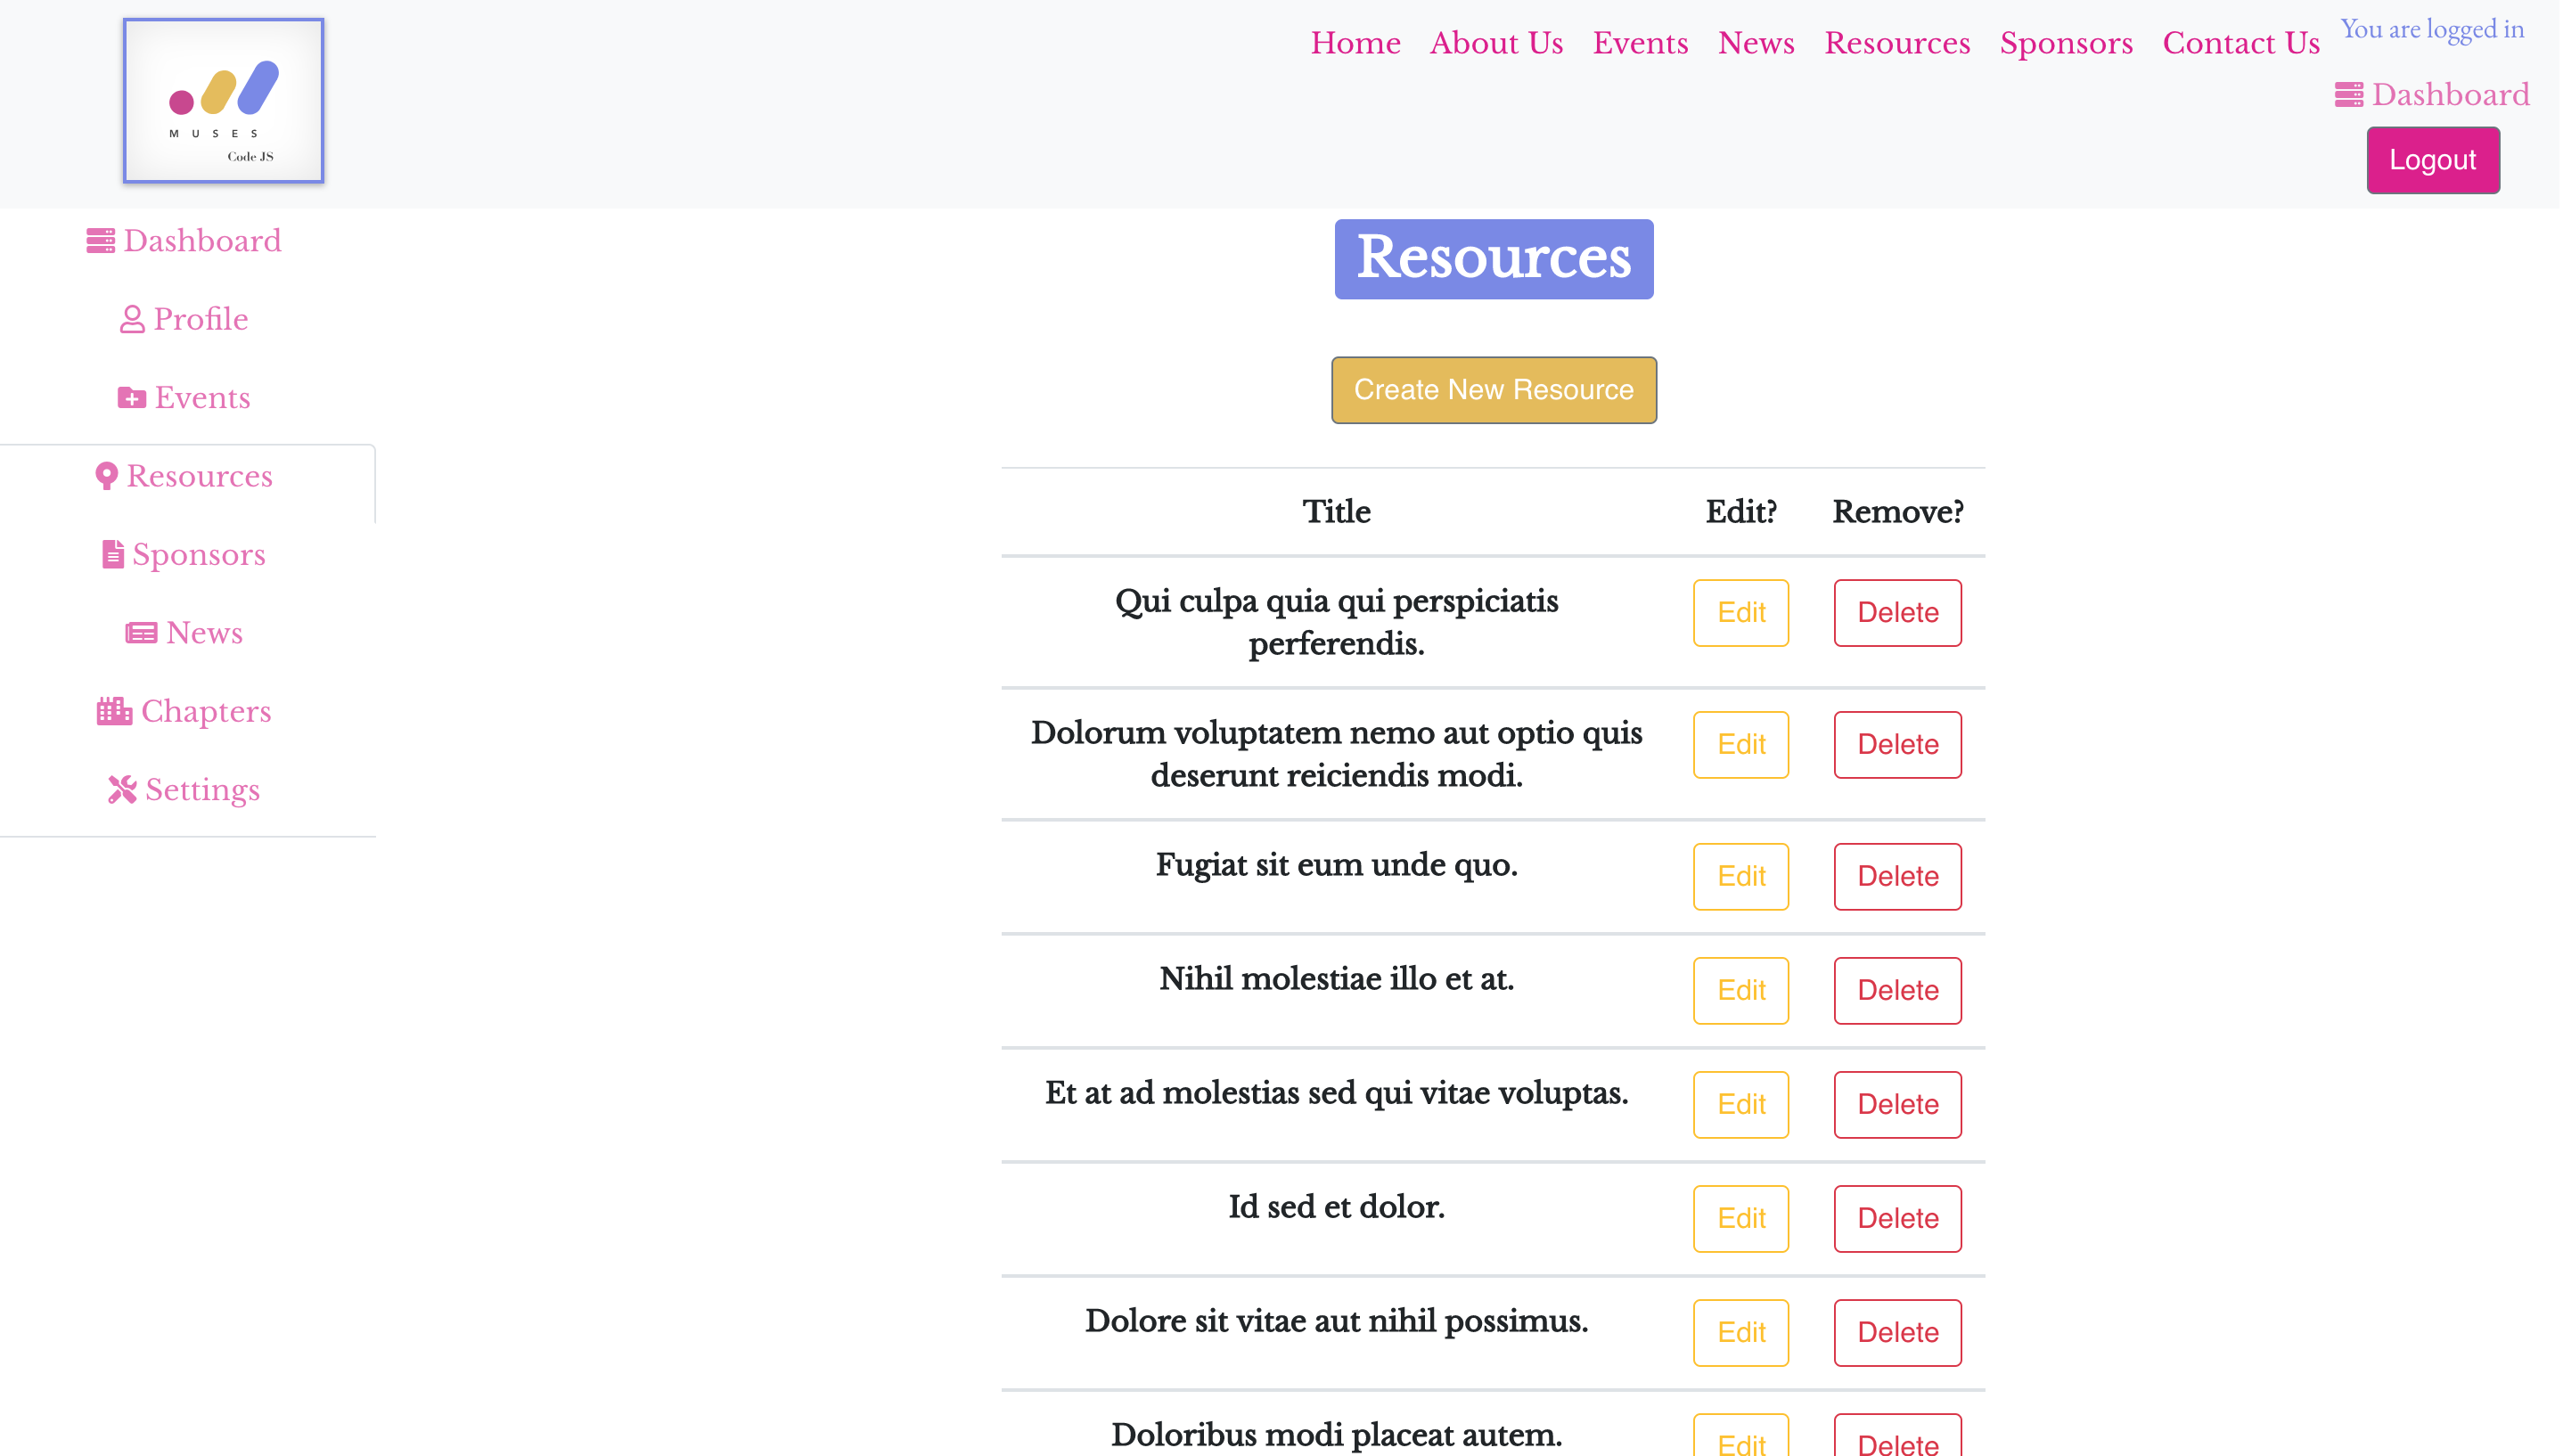 MUSES
Code JS
Home About Us Events News Resources Sponsors Contact Us
You are logged in
Dashboard
Logout
Dashboard
Profile
Events
Resources
Sponsors
News
Chapters
Settings
Resources
Create New Resource
Title Edit? Remove?
Qui culpa quia qui perspiciatis
perferendis.
Edit Delete
Dolorum voluptatem nemo aut optio quis
deserunt reiciendis modi.
Edit Delete
Fugiat sit eum unde quo. Edit Delete
Nihil molestiae illo et at. Edit Delete
Et at ad molestias sed qui vitae voluptas. Edit Delete
Id sed et dolor. Edit Delete
Dolore sit vitae aut nihil possimus. Edit Delete
Doloribus modi placeat autem. Edit Delete